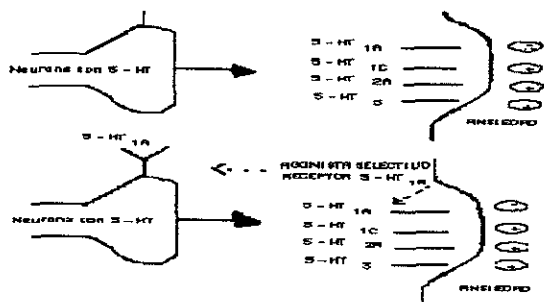 5-HT 1A
5-HT 1C
Neurona con 5-HT
5-HT 2A
5-HT 3
ANSIEDAD
5-HT 1A
AGONISTA SELECTIVO
RECEPTOR 5-HT 1A
5-HT 1A
Neurona con 5-HT
5-HT 1C
5-HT 2A
5-HT 3
ANSIEDAD